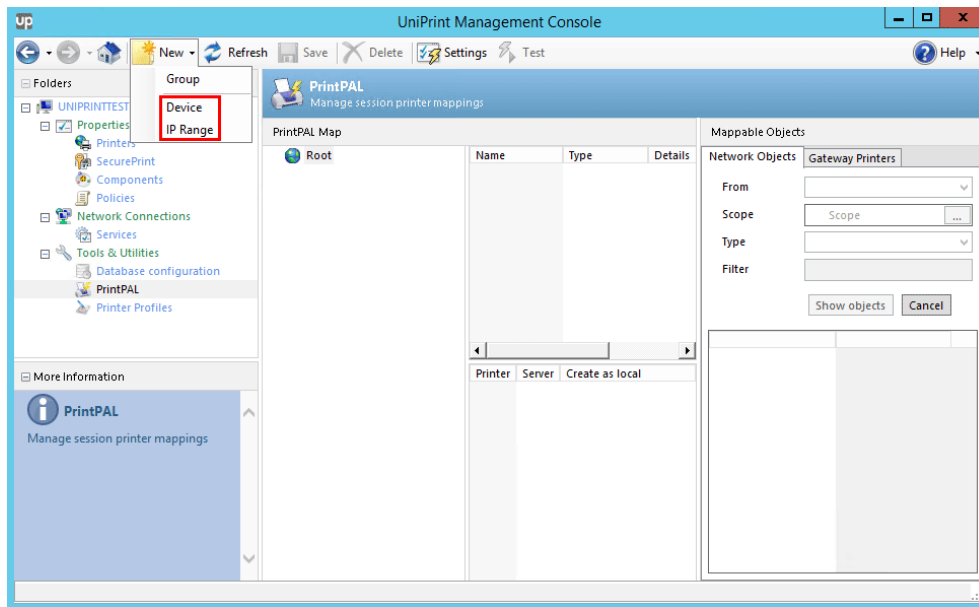 up UniPrint Management Console
New Refresh Save Delete Settings Test Help
Group
Device
IP Range
Folders
UNIPRINTTEST
Properties
Printers
SecurePrint
Components
Policies
Network Connections
Services
Tools & Utilities
Database configuration
PrintPAL
Printer Profiles
More Information
PrintPAL
Manage session printer mappings
PrintPAL
Manage session printer mappings
PrintPAL Map
Root
Name Type Details
Printer Server Create as local
Mappable Objects
Network Objects Gateway Printers
From
Scope Scope ...
Type
Filter
Show objects Cancel